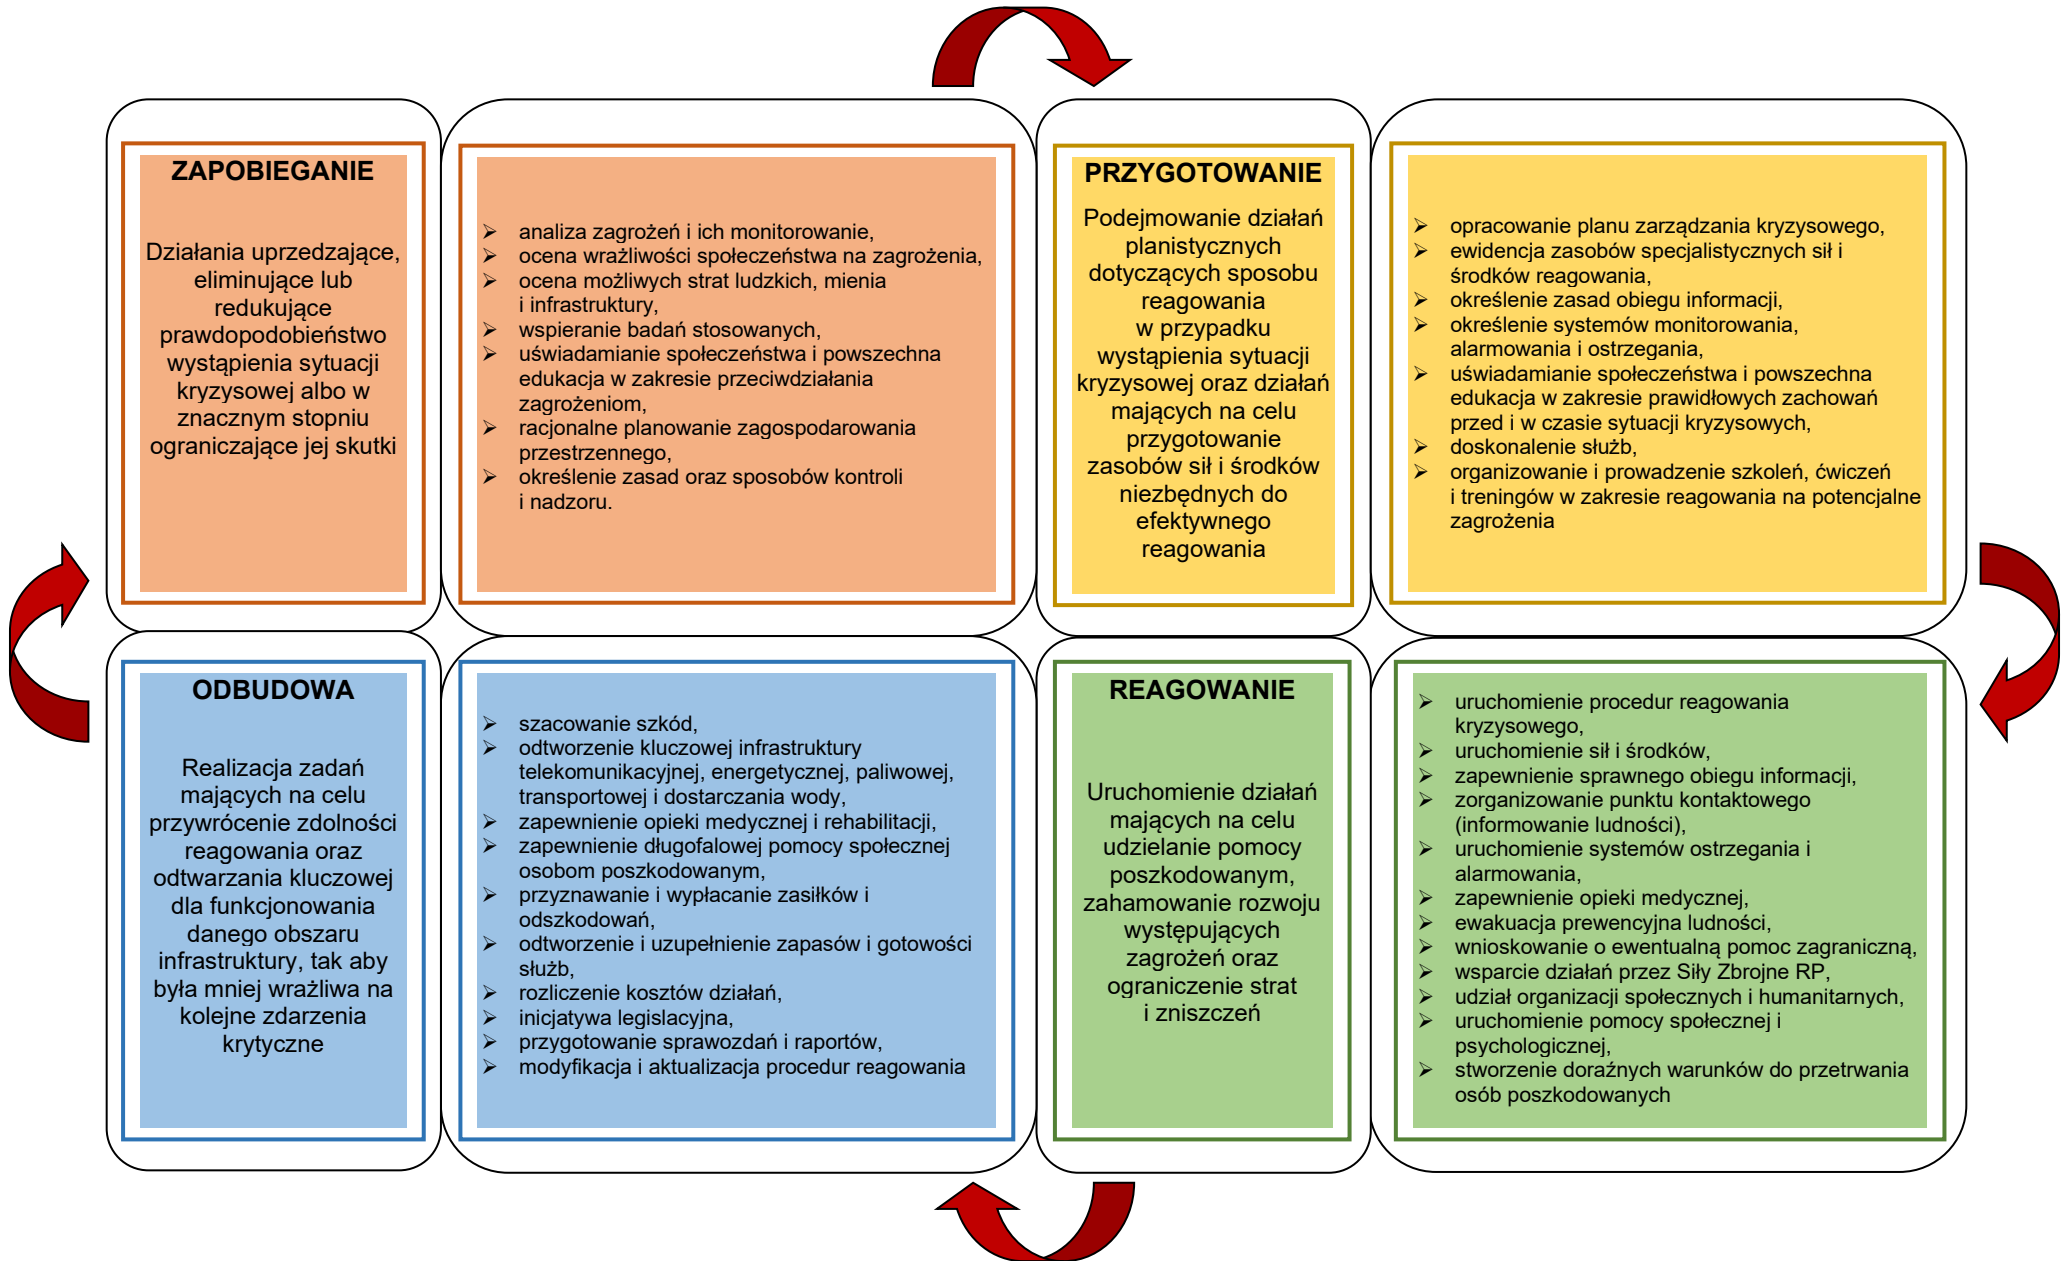 ZAPOBIEGANIE
Działania uprzedzające,
eliminujące lub
redukujące
prawdopodobieństwo
wystąpienia sytuacji
kryzysowej albo w
znacznym stopniu
ograniczające jej skutki
➢ analiza zagrożeń i ich monitorowanie,
➢ ocena wrażliwości społeczeństwa na zagrożenia,
➢ ocena możliwych strat ludzkich, mienia
i infrastruktury,
➢ wspieranie badań stosowanych,
➢ uświadamianie społeczeństwa i powszechna
edukacja w zakresie przeciwdziałania
zagrożeniom,
➢ racjonalne planowanie zagospodarowania
przestrzennego,
➢ określenie zasad oraz sposobów kontroli
i nadzoru.
PRZYGOTOWANIE
Podejmowanie działań
planistycznych
dotyczących sposobu
reagowania
w przypadku
wystąpienia sytuacji
kryzysowej oraz działań
mających na celu
przygotowanie
zasobów sił i środków
niezbędnych do
efektywnego
reagowania
➢ opracowanie planu zarządzania kryzysowego,
➢ ewidencja zasobów specjalistycznych sił i
środków reagowania,
➢ określenie zasad obiegu informacji,
➢ określenie systemów monitorowania,
alarmowania i ostrzegania,
➢ uświadamianie społeczeństwa i powszechna
edukacja w zakresie prawidłowych zachowań
przed i w czasie sytuacji kryzysowych,
➢ doskonalenie służb,
➢ organizowanie i prowadzenie szkoleń, ćwiczeń
i treningów w zakresie reagowania na potencjalne
zagrożenia
ODBUDOWA
Realizacja zadań
mających na celu
przywrócenie zdolności
reagowania oraz
odtwarzania kluczowej
dla funkcjonowania
danego obszaru
infrastruktury, tak aby
była mniej wrażliwa na
kolejne zdarzenia
krytyczne
➢ szacowanie szkód,
➢ odtworzenie kluczowej infrastruktury
telekomunikacyjnej, energetycznej, paliwowej,
transportowej i dostarczania wody,
➢ zapewnienie opieki medycznej i rehabilitacji,
➢ zapewnienie długofalowej pomocy społecznej
osobom poszkodowanym,
➢ przyznawanie i wypłacanie zasiłków i
odszkodowań,
➢ odtworzenie i uzupełnienie zapasów i gotowości
służb,
➢ rozliczenie kosztów działań,
➢ inicjatywa legislacyjna,
➢ przygotowanie sprawozdań i raportów,
➢ modyfikacja i aktualizacja procedur reagowania
REAGOWANIE
Uruchomienie działań
mających na celu
udzielanie pomocy
poszkodowanym,
zahamowanie rozwoju
występujących
zagrożeń oraz
ograniczenie strat
i zniszczeń
➢ uruchomienie procedur reagowania
kryzysowego,
➢ uruchomienie sił i środków,
➢ zapewnienie sprawnego obiegu informacji,
➢ zorganizowanie punktu kontaktowego
(informowanie ludności),
➢ uruchomienie systemów ostrzegania i
alarmowania,
➢ zapewnienie opieki medycznej,
➢ ewakuacja prewencyjna ludności,
➢ wnioskowanie o ewentualną pomoc zagraniczną,
➢ wsparcie działań przez Siły Zbrojne RP,
➢ udział organizacji społecznych i humanitarnych,
➢ uruchomienie pomocy społecznej i
psychologicznej,
➢ stworzenie doraźnych warunków do przetrwania
osób poszkodowanych